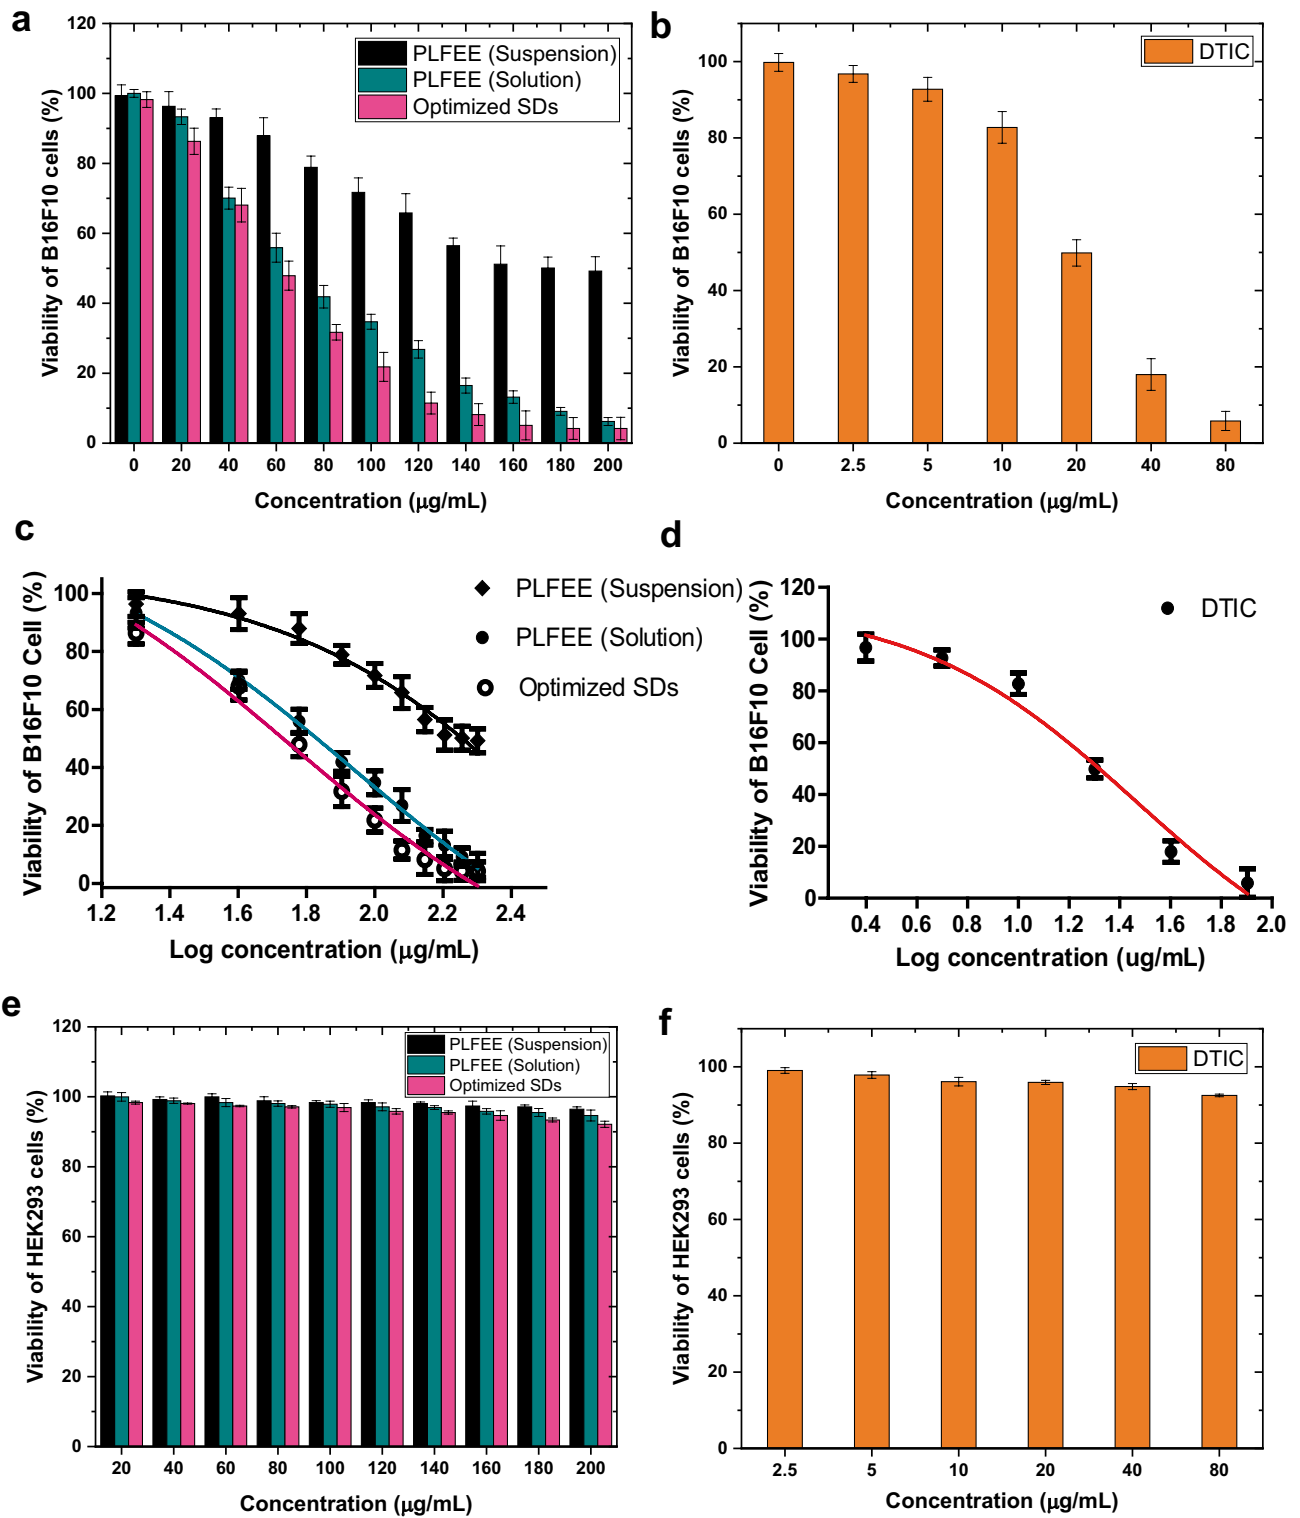 a
120
100
80
60
40
20
0
Viability of B16F10 cells (%)
PLFEE (Suspension)
PLFEE (Solution)
Optimized SDs
0 20 40 60 80 100 120 140 160 180 200
Concentration (μg/mL)
b
100
80
60
40
20
0
Viability of B16F10 cells (%)
DTIC
0 2.5 5 10 20 40 80
Concentration (μg/mL)
c
100
80
60
40
20
0
Viability of B16F10 Cell (%)
PLFEE (Suspension)
PLFEE (Solution)
Optimized SDs
1.2 1.4 1.6 1.8 2.0 2.2 2.4
Log concentration (μg/mL)
d
120
100
80
60
40
20
0
Viability of B16F10 Cell (%)
DTIC
0.4 0.6 0.8 1.0 1.2 1.4 1.6 1.8 2.0
Log concentration (ug/mL)
e
120
100
80
60
40
20
0
Viability of HEK293 cells (%)
PLFEE (Suspension)
PLFEE (Solution)
Optimized SDs
20 40 60 80 100 120 140 160 180 200
Concentration (μg/mL)
f
100
80
60
40
20
0
Viability of HEK293 cells (%)
DTIC
2.5 5 10 20 40 80
Concentration (μg/mL)